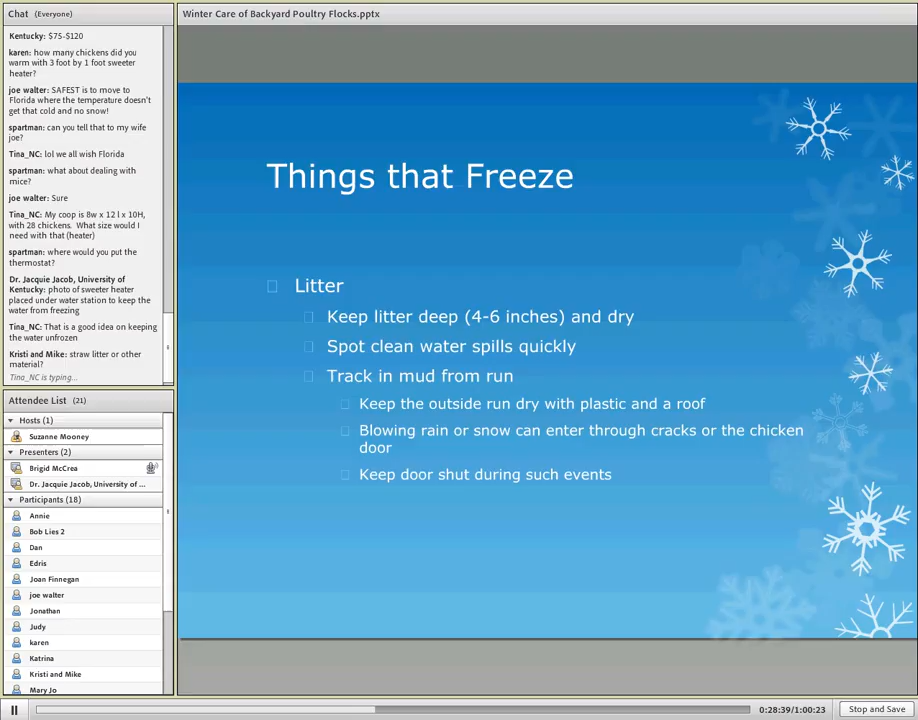 Chat (Everyone)
Kentucky: $75-$120
karen: how many chickens did you
warm with 3 foot by 1 foot sweeter
heater?
joe walter: SAFEST is to move to
Florida where the temperature doesn't
get that cold and no snow!
spartman: can you tell that to my wife
joe?
Tina_NC: lol we all wish Florida
spartman: what about dealing with
mice?
joe walter: Sure
Tina_NC: My coop is 8w x 12 l x 10H,
with 28 chickens. What size would I
need with that (heater)
spartman: where would you put the
thermostat?
Dr. Jacquie Jacob, University of
Kentucky: photo of sweeter heater
placed under water station to keep the
water from freezing
Tina_NC: That is a good idea on keeping
the water unfrozen
Kristi and Mike: straw litter or other
material?
Tina_NC is typing...
Attendee List (21)
Hosts (1)
Suzanne Mooney
Presenters (2)
Brigid McCrea
Dr. Jacquie Jacob, University of ...
Participants (18)
Annie
Bob Lies 2
Dan
Edris
Joan Finnegan
joe walter
Jonathan
Judy
karen
Katrina
Kristi and Mike
Mary Jo
Winter Care of Backyard Poultry Flocks.pptx
Things that Freeze
Litter
Keep litter deep (4-6 inches) and dry
Spot clean water spills quickly
Track in mud from run
Keep the outside run dry with plastic and a roof
Blowing rain or snow can enter through cracks or the chicken
door
Keep door shut during such events
0:28:39/1:00:23
Stop and Save